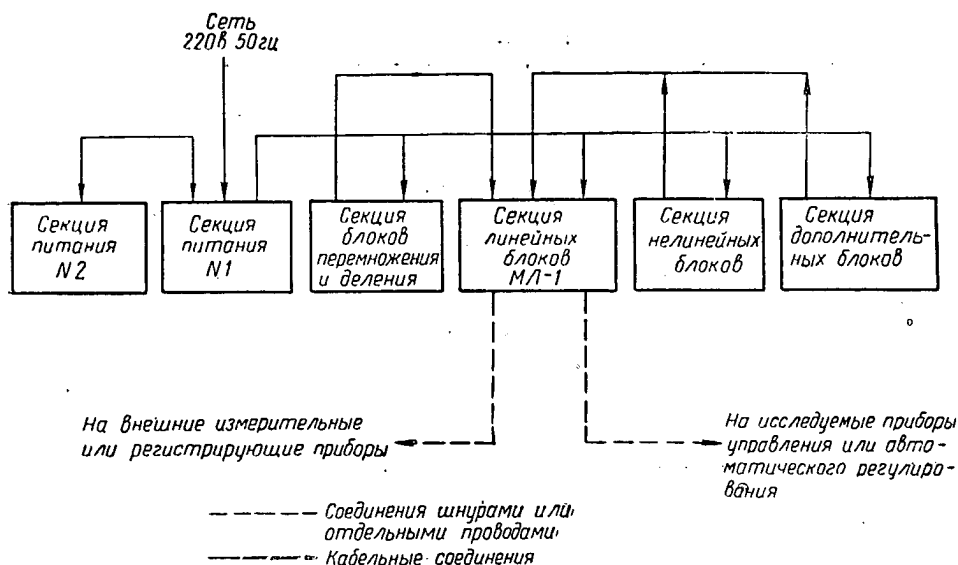 Сеть
220в 50гц
Секция
питания
N2
Секция
питания
N1
Секция
блоков
перемножения
и деления
Секция
линейных
блоков
МЛ-1
Секция
нелинейных
блоков
Секция
дополнитель-
ных блоков
На внешние измерительные
или регистрирующие приборы
На исследуемые приборы
управления или авто-
матического регулиро-
вания
Соединения шнурами или
отдельными проводами
Кабельные соединения